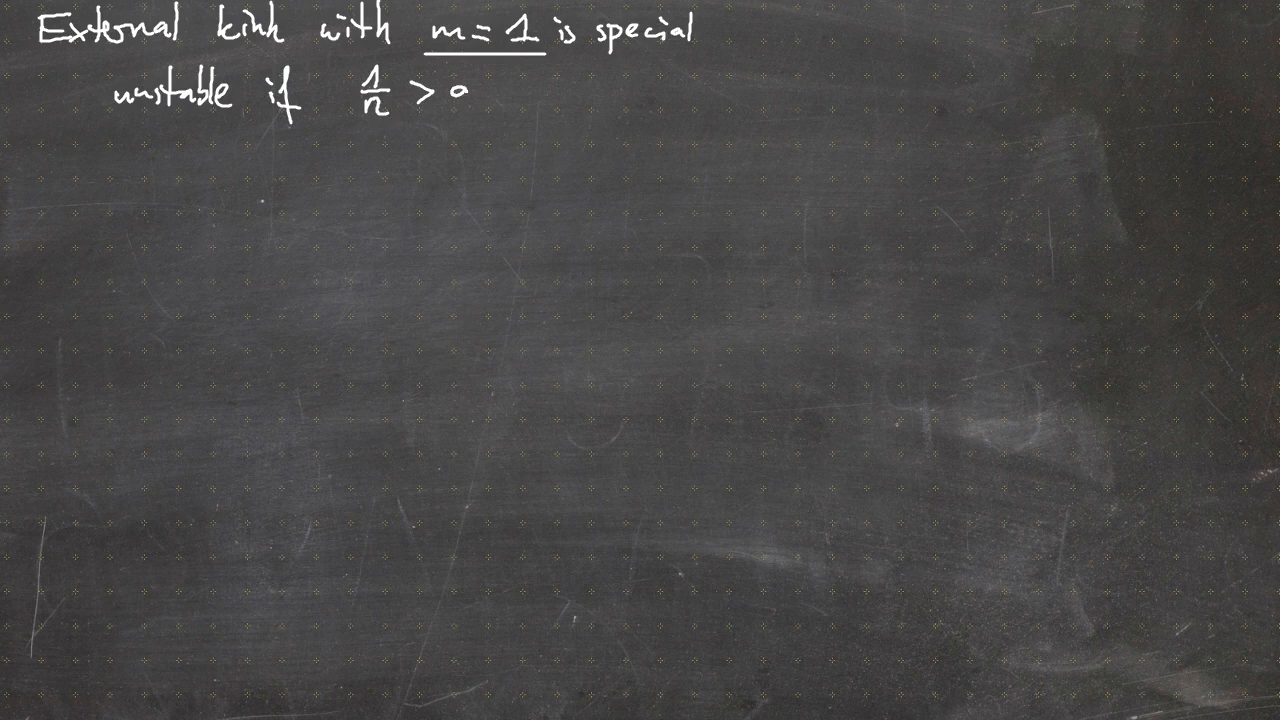 External kink with m = 1 is special
unstable if 1/n > 0